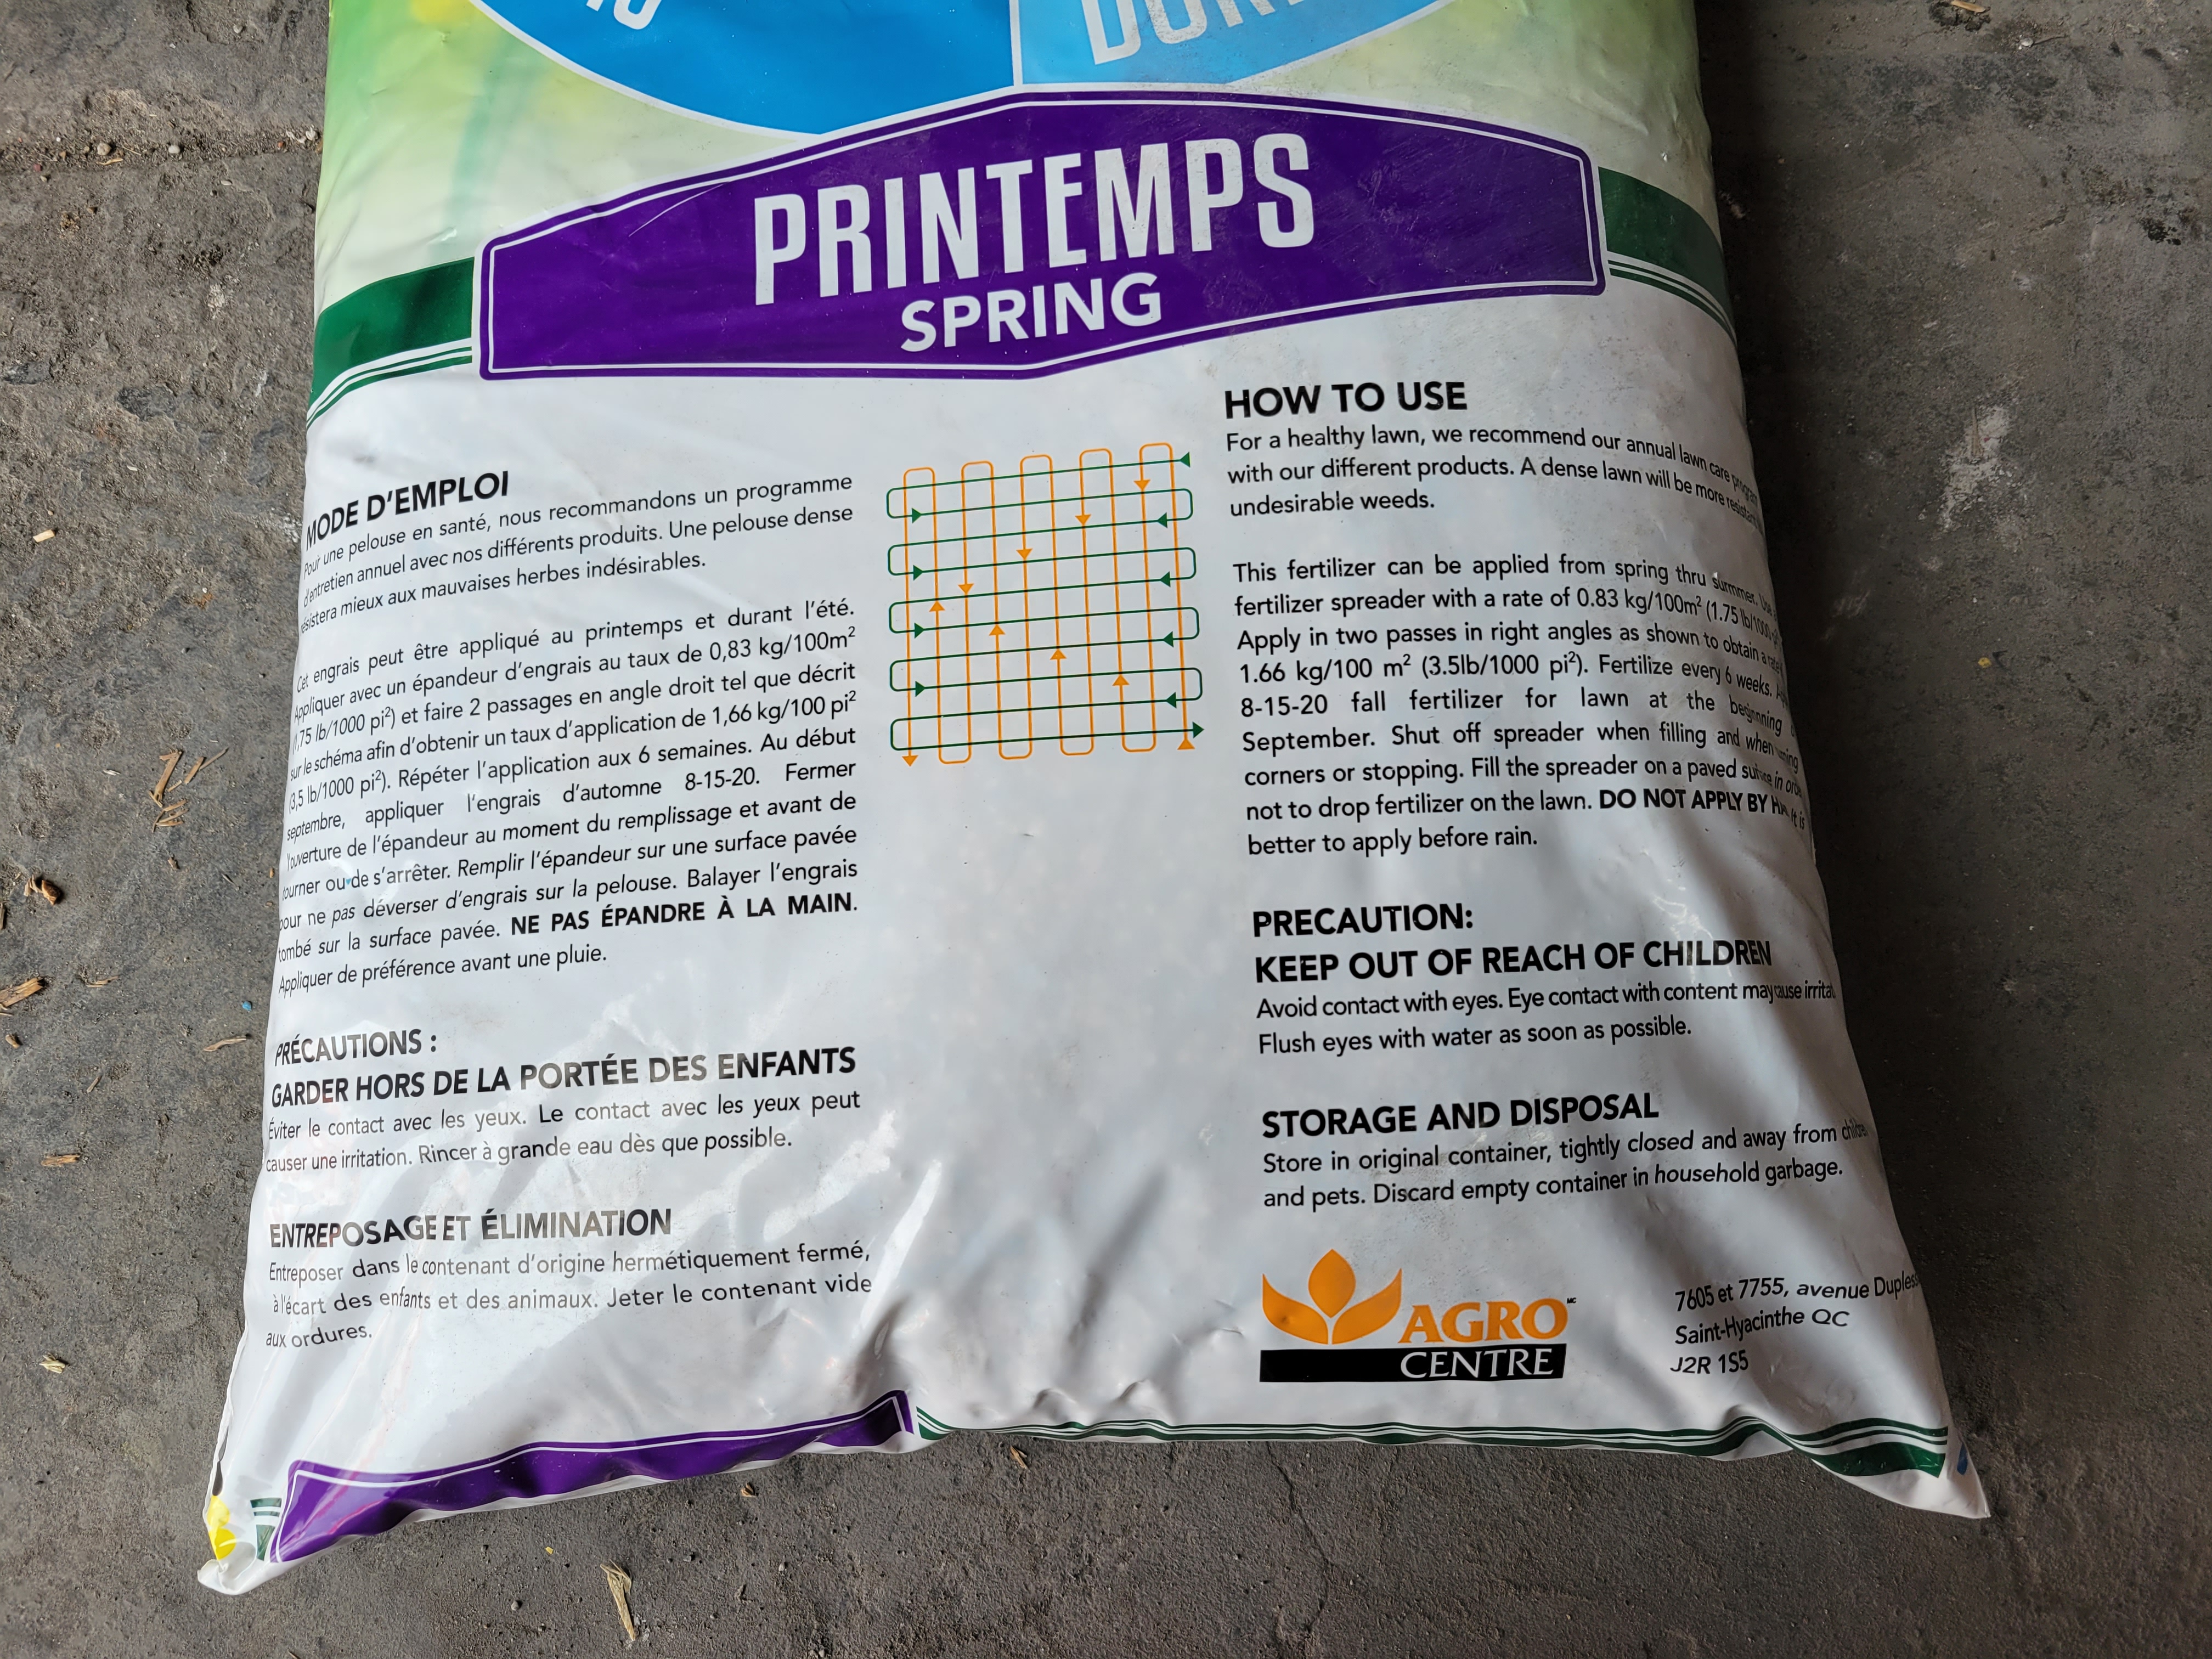 PRINTEMPS
SPRING
MODE D'EMPLOI
Pour une pelouse en santé, nous recommandons un programme
d'entretien annuel avec nos différents produits. Une pelouse dense
résistera mieux aux mauvaises herbes indésirables.
Cet engrais peut être appliqué au printemps et durant l'été.
Appliquer avec un épandeur d'engrais au taux de 0,83 kg/100m²
(1.75 lb/1000 pi²) et faire 2 passages en angle droit tel que décrit
sur le schéma afin d'obtenir un taux d'application de 1,66 kg/100 pi²
(3.5 lb/1000 pi²). Répéter l'application aux 6 semaines. Au début
septembre, appliquer l'engrais d'automne 8-15-20. Fermer
l'ouverture de l'épandeur au moment du remplissage et avant de
tourner ou de s'arrêter. Remplir l'épandeur sur une surface pavée
pour ne pas déverser d'engrais sur la pelouse. Balayer l'engrais
tombé sur la surface pavée. NE PAS ÉPANDRE À LA MAIN.
Appliquer de préférence avant une pluie.
PRÉCAUTIONS :
GARDER HORS DE LA PORTÉE DES ENFANTS
Éviter le contact avec les yeux. Le contact avec les yeux peut
causer une irritation. Rincer à grande eau dès que possible.
ENTREPOSAGE ET ÉLIMINATION
Entreposer dans le contenant d'origine hermétiquement fermé,
à l'écart des enfants et des animaux. Jeter le contenant vide
aux ordures.
HOW TO USE
For a healthy lawn, we recommend our annual lawn care
with our different products. A dense lawn will be more
undesirable weeds.
This fertilizer can be applied from spring thru summer.
fertilizer spreader with a rate of 0.83 kg/100m² (1.75 lb
Apply in two passes in right angles as shown to obtain a
1.66 kg/100 m² (3.5lb/1000 pi²). Fertilize every 6 weeks.
8-15-20 fall fertilizer for lawn at the beginning
September. Shut off spreader when filling and when
corners or stopping. Fill the spreader on a paved in
not to drop fertilizer on the lawn. DO NOT APPLY BY It is
better to apply before rain.
PRECAUTION:
KEEP OUT OF REACH OF CHILDREN
Avoid contact with eyes. Eye contact with content may cause
Flush eyes with water as soon as possible.
STORAGE AND DISPOSAL
Store in original container, tightly closed and away from
and pets. Discard empty container in household garbage.
AGRO MC
CENTRE
7605 et 7755, avenue
Saint-Hyacinthe QC
J2R 1S5